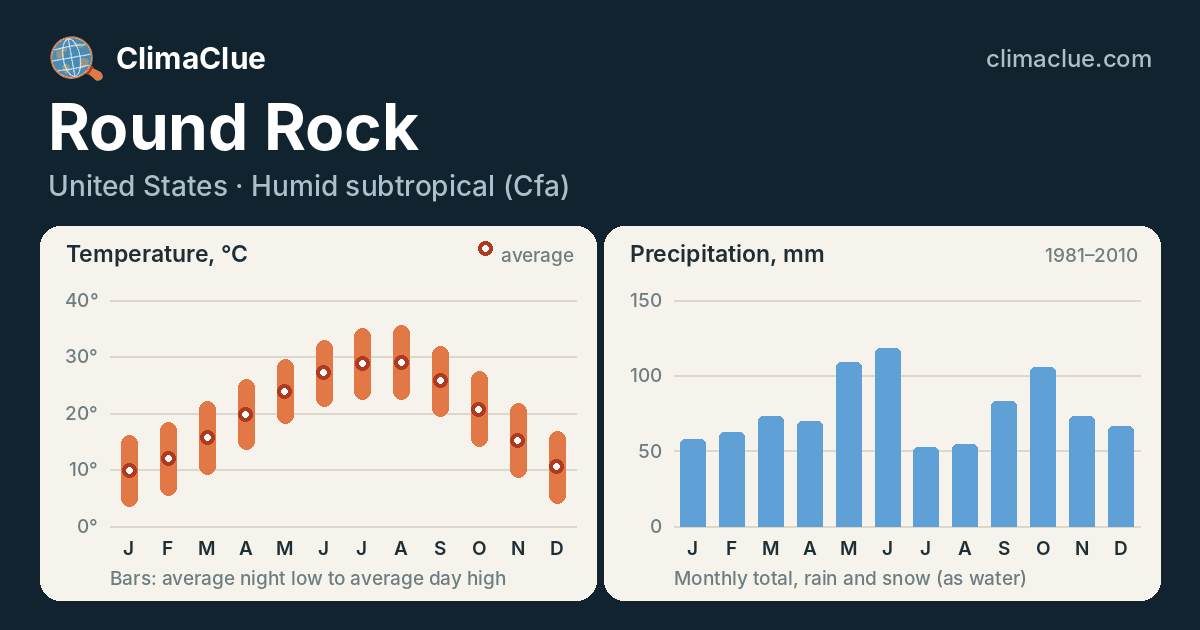 ClimaClue
climaclue.com
Round Rock
United States · Humid subtropical (Cfa)
Temperature, °C
average
40°
30°
20°
10°
0°
J F M A M J J A S O N D
Bars: average night low to average day high
Precipitation, mm
1981–2010
150
100
50
0
J F M A M J J A S O N D
Monthly total, rain and snow (as water)